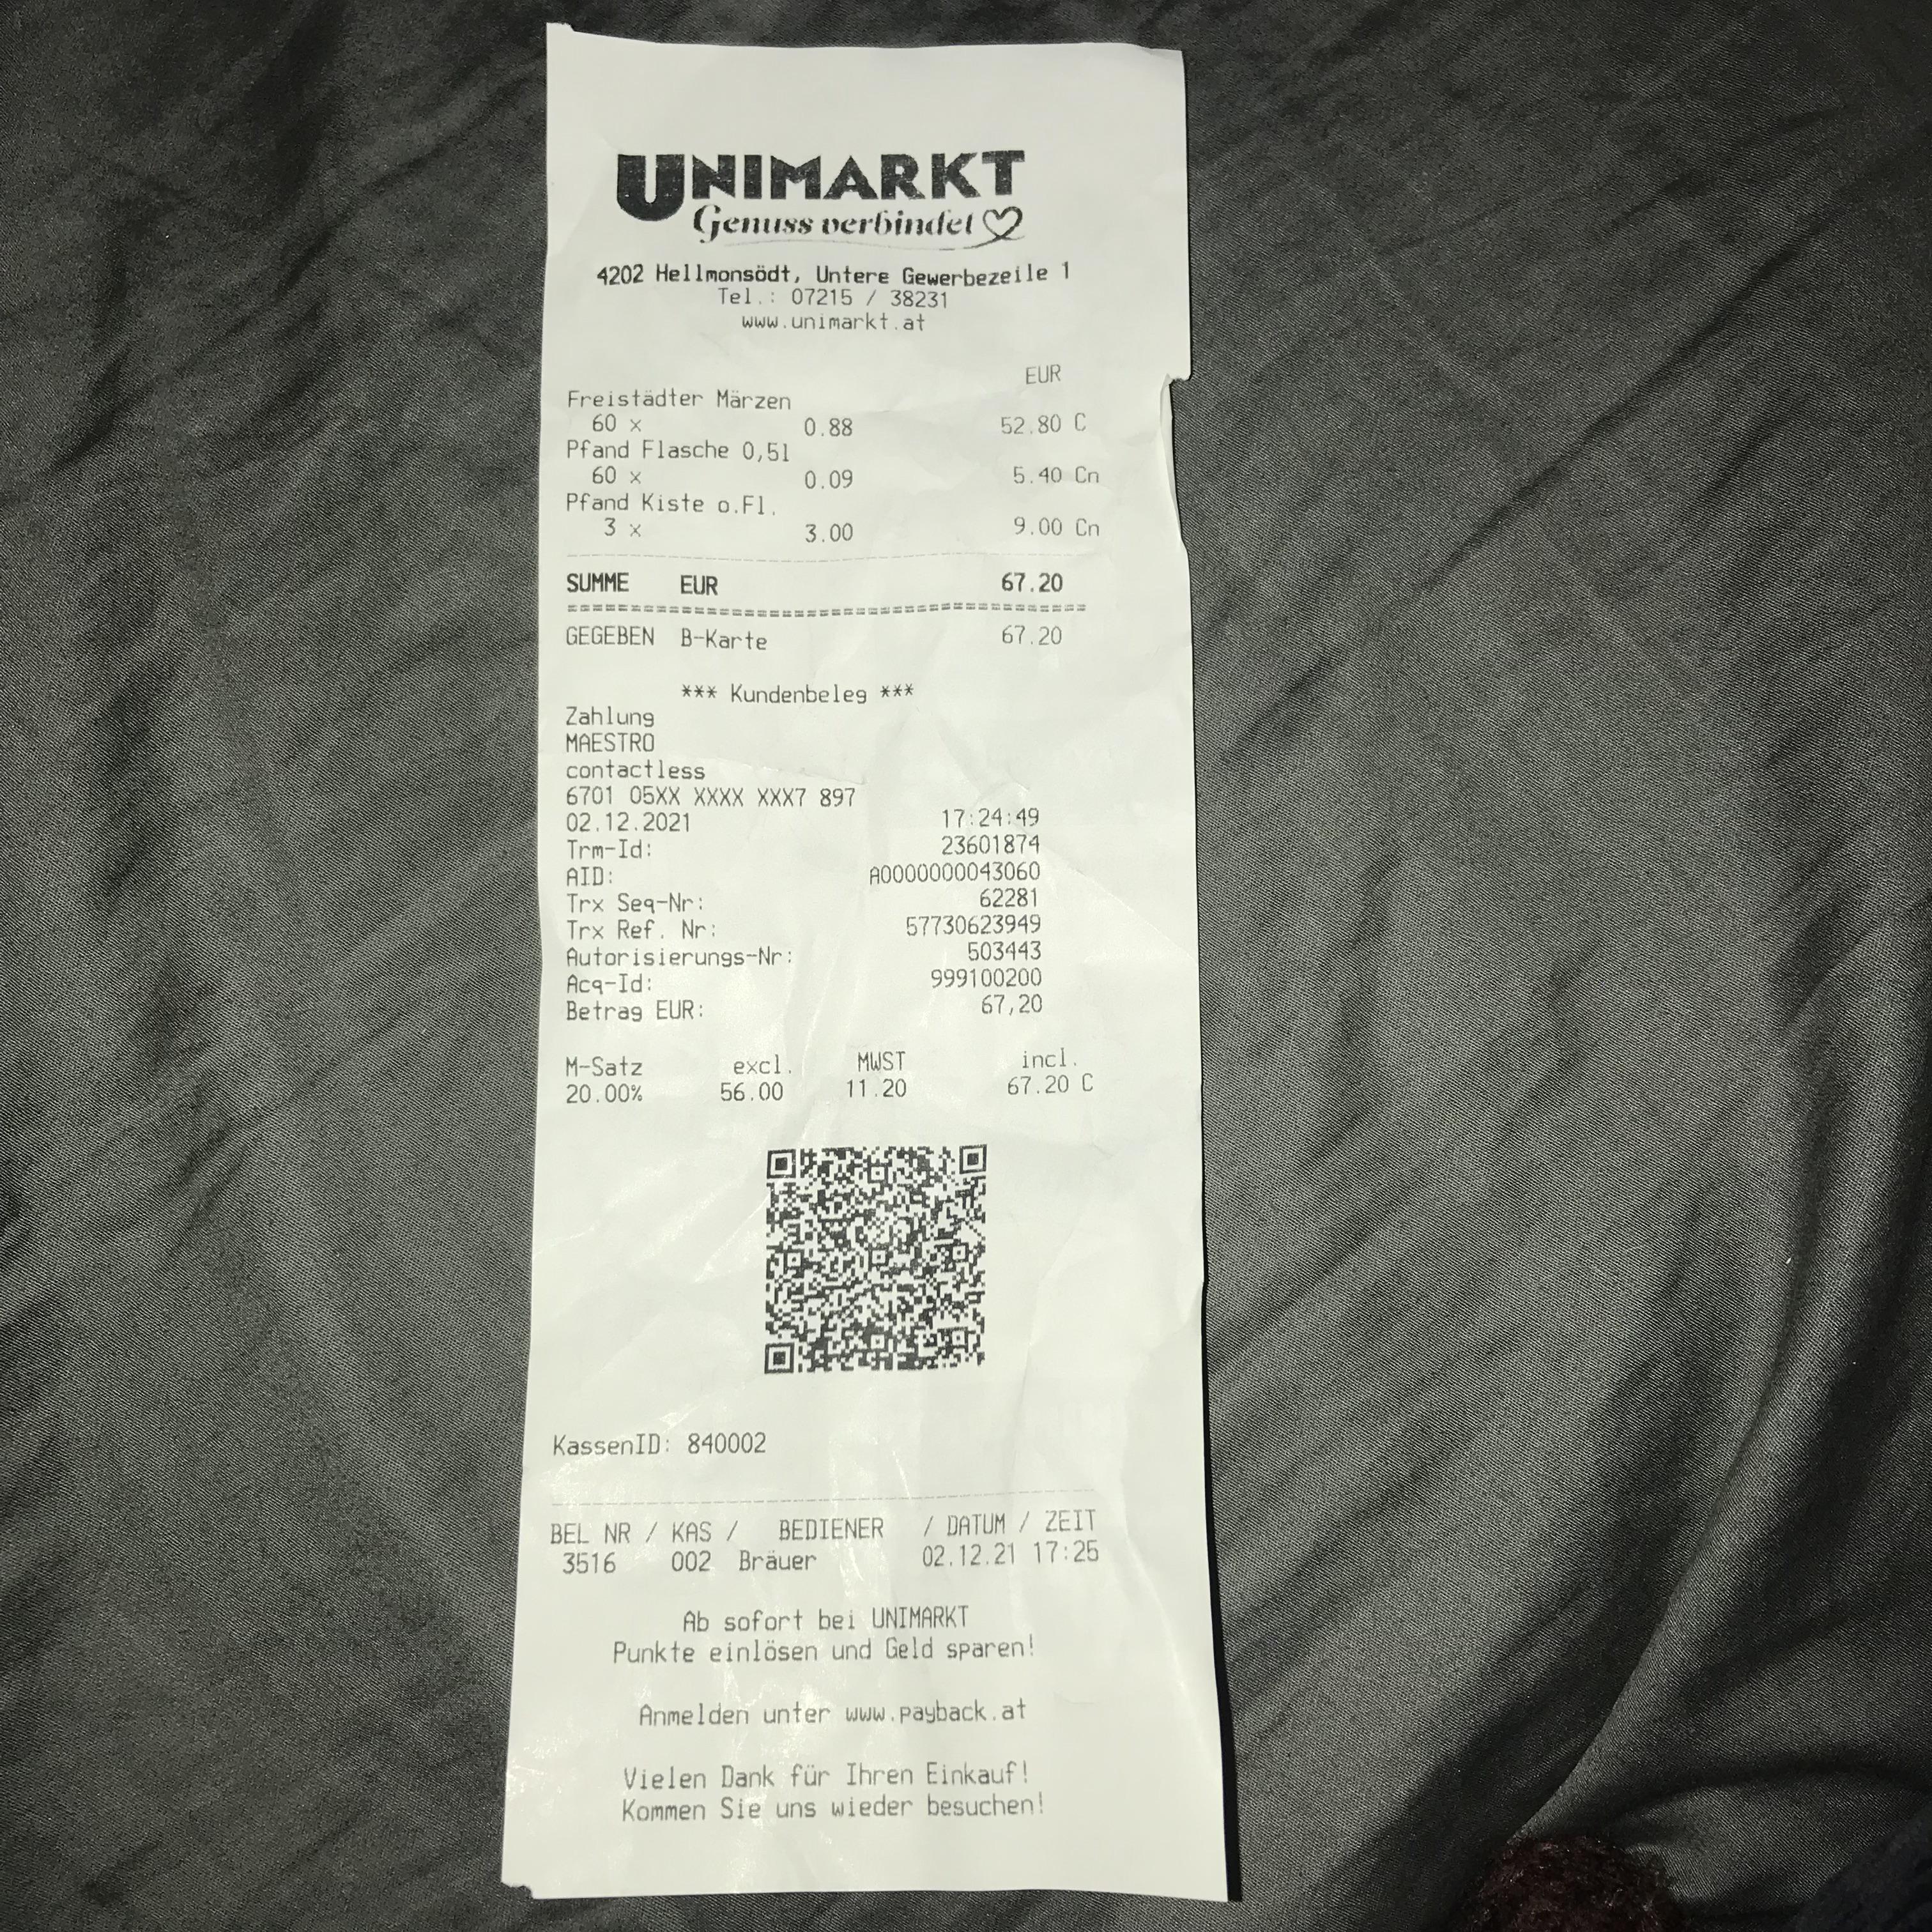 UNIMARKT
Genuss verbindet
4202 Hellmonsödt, Untere Gewerbezeile 1
Tel.: 07215 / 38231
www.unimarkt.at
EUR
Freistädter Märzen
60 x 0.88 52.80 C
Pfand Flasche 0,5l
60 x 0.09 5.40 Cn
Pfand Kiste o.Fl.
3 x 3.00 9.00 Cn
SUMME EUR 67.20
GEGEBEN B-Karte 67.20
*** Kundenbeleg ***
Zahlung
MAESTRO
contactless
6701 05XX XXXX XXX7 897
02.12.2021 17:24:49
Trm-Id: 23601874
AID: A0000000043060
Trx Seq-Nr: 62281
Trx Ref. Nr: 57730623949
Autorisierungs-Nr: 503443
Acq-Id: 999100200
Betrag EUR: 67,20
M-Satz excl. MWST incl.
20.00% 56.00 11.20 67.20 C
KassenID: 840002
BEL NR / KAS / BEDIENER / DATUM / ZEIT
3516 002 Bräuer 02.12.21 17:25
Ab sofort bei UNIMARKT
Punkte einlösen und Geld sparen!
Anmelden unter www.payback.at
Vielen Dank für Ihren Einkauf!
Kommen Sie uns wieder besuchen!